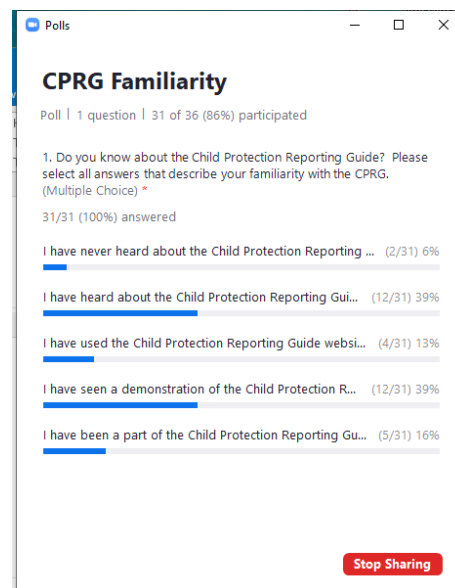 Polls
CPRG Familiarity
Poll | 1 question | 31 of 36 (86%) participated
1. Do you know about the Child Protection Reporting Guide? Please
select all answers that describe your familiarity with the CPRG.
(Multiple Choice) *
31/31 (100%) answered
I have never heard about the Child Protection Reporting ... (2/31) 6%
I have heard about the Child Protection Reporting Gui... (12/31) 39%
I have used the Child Protection Reporting Guide websi... (4/31) 13%
I have seen a demonstration of the Child Protection R... (12/31) 39%
I have been a part of the Child Protection Reporting Gu... (5/31) 16%
Stop Sharing